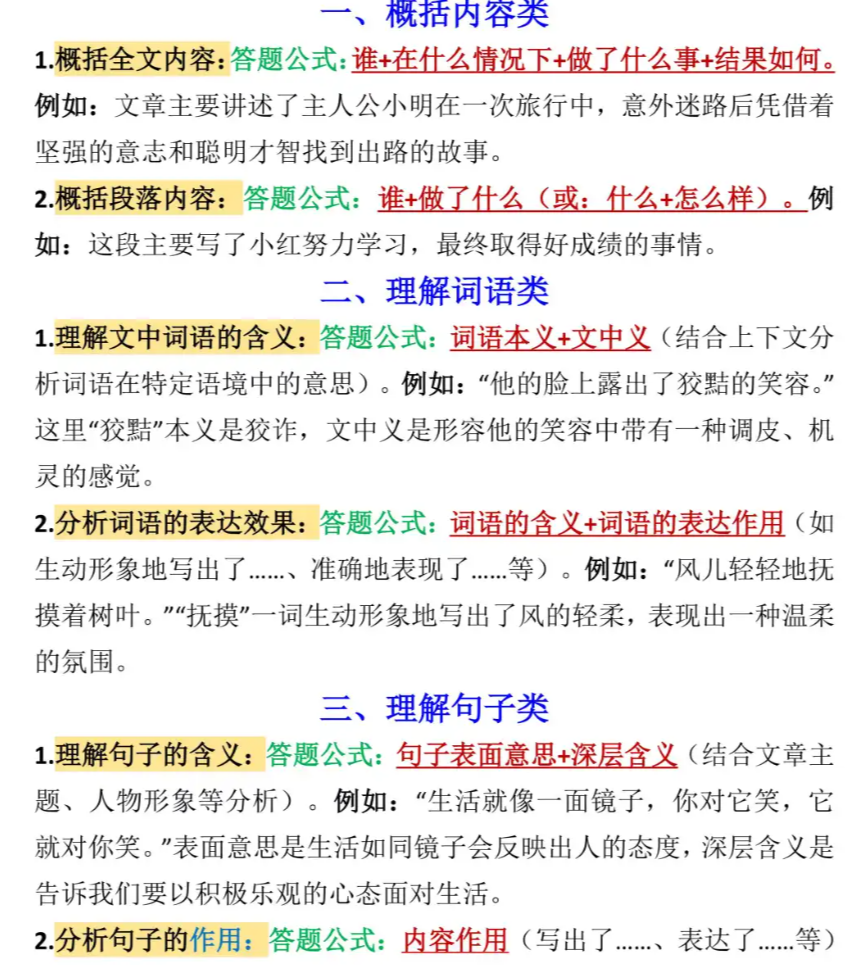 一、概括内容类
1.概括全文内容:答题公式:谁+在什么情况下+做了什么事+结果如何。
例如：文章主要讲述了主人公小明在一次旅行中，意外迷路后凭借着
坚强的意志和聪明才智找到出路的故事。
2.概括段落内容：答题公式：谁+做了什么（或：什么+怎么样）。例
如：这段主要写了小红努力学习，最终取得好成绩的事情。
二、理解词语类
1.理解文中词语的含义：答题公式：词语本义+文中义（结合上下文分
析词语在特定语境中的意思）。例如：“他的脸上露出了狡黠的笑容。”
这里“狡黠”本义是狡诈，文中义是形容他的笑容中带有一种调皮、机
灵的感觉。
2.分析词语的表达效果：答题公式：词语的含义+词语的表达作用（如
生动形象地写出了……、准确地表现了……等）。例如：“风儿轻轻地抚
摸着树叶。”“抚摸”一词生动形象地写出了风的轻柔，表现出一种温柔
的氛围。
三、理解句子类
1.理解句子的含义：答题公式：句子表面意思+深层含义（结合文章主
题、人物形象等分析）。例如：“生活就像一面镜子，你对它笑，它
就对你笑。”表面意思是生活如同镜子会反映出人的态度，深层含义是
告诉我们要以积极乐观的心态面对生活。
2.分析句子的作用：答题公式：内容作用（写出了……、表达了……等）